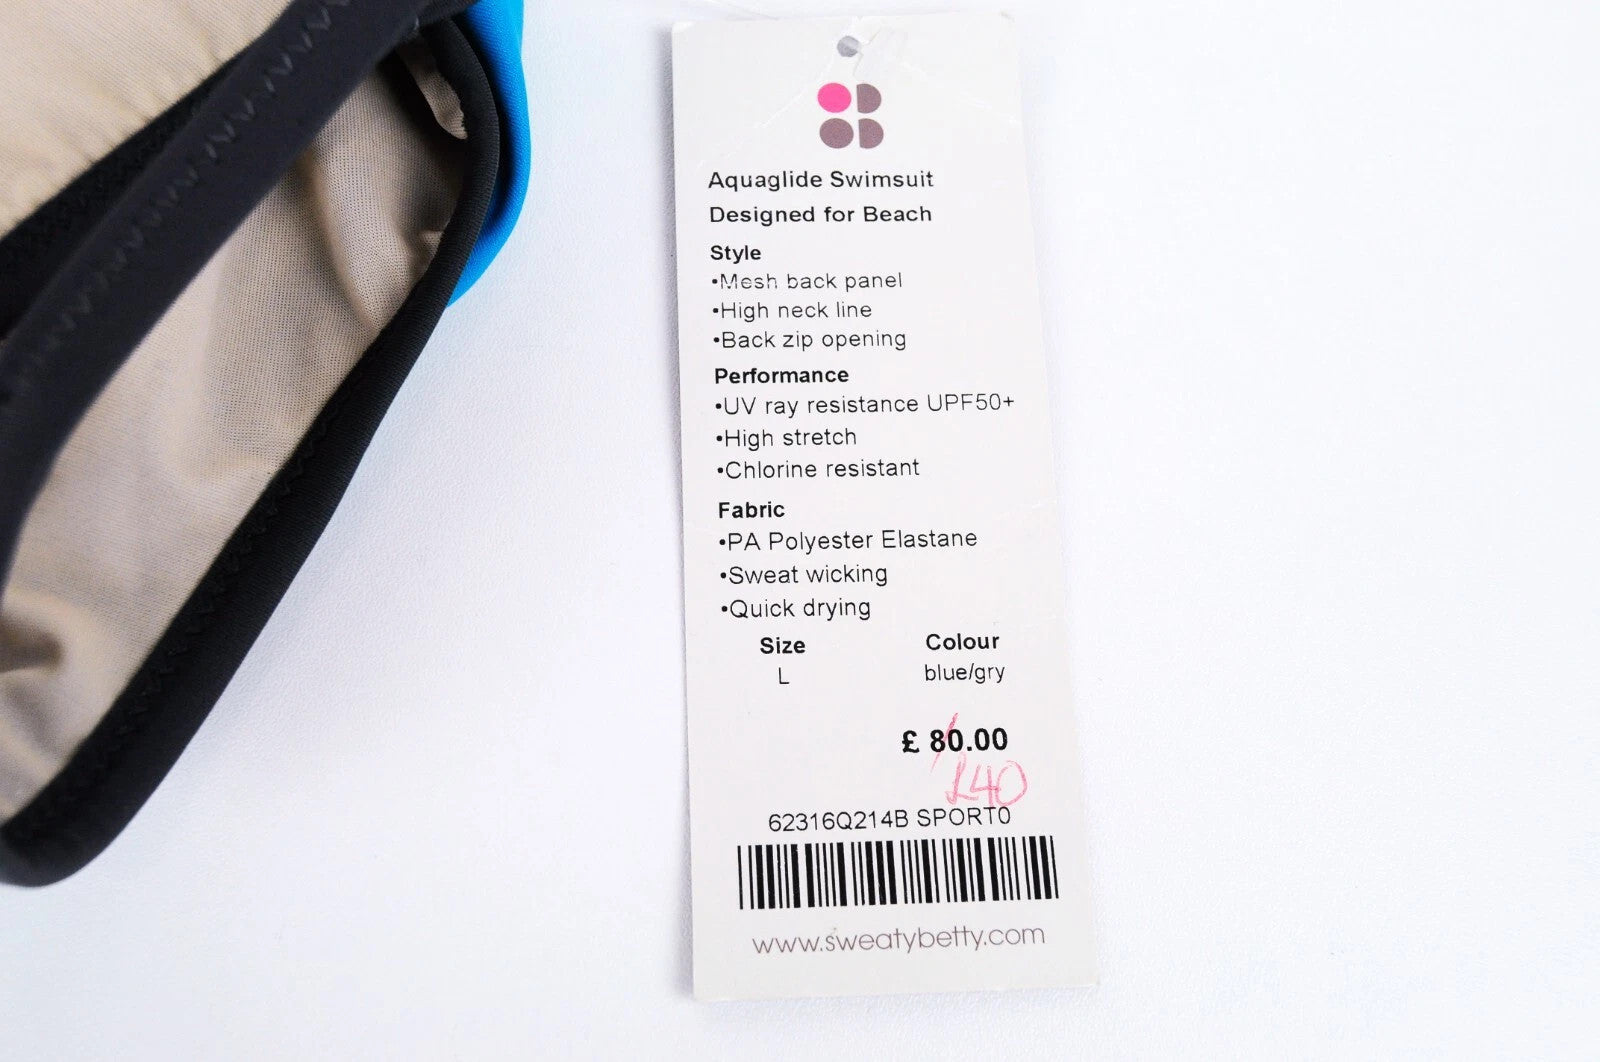 Aquaglide Swimsuit
Designed for Beach
Style
•Mesh back panel
•High neck line
•Back zip opening
Performance
•UV ray resistance UPF50+
•High stretch
•Chlorine resistant
Fabric
•PA Polyester Elastane
•Sweat wicking
•Quick drying
Size Colour
L blue/gry
£ 80.00
£40
62316Q214B SPORT0
www.sweatybetty.com